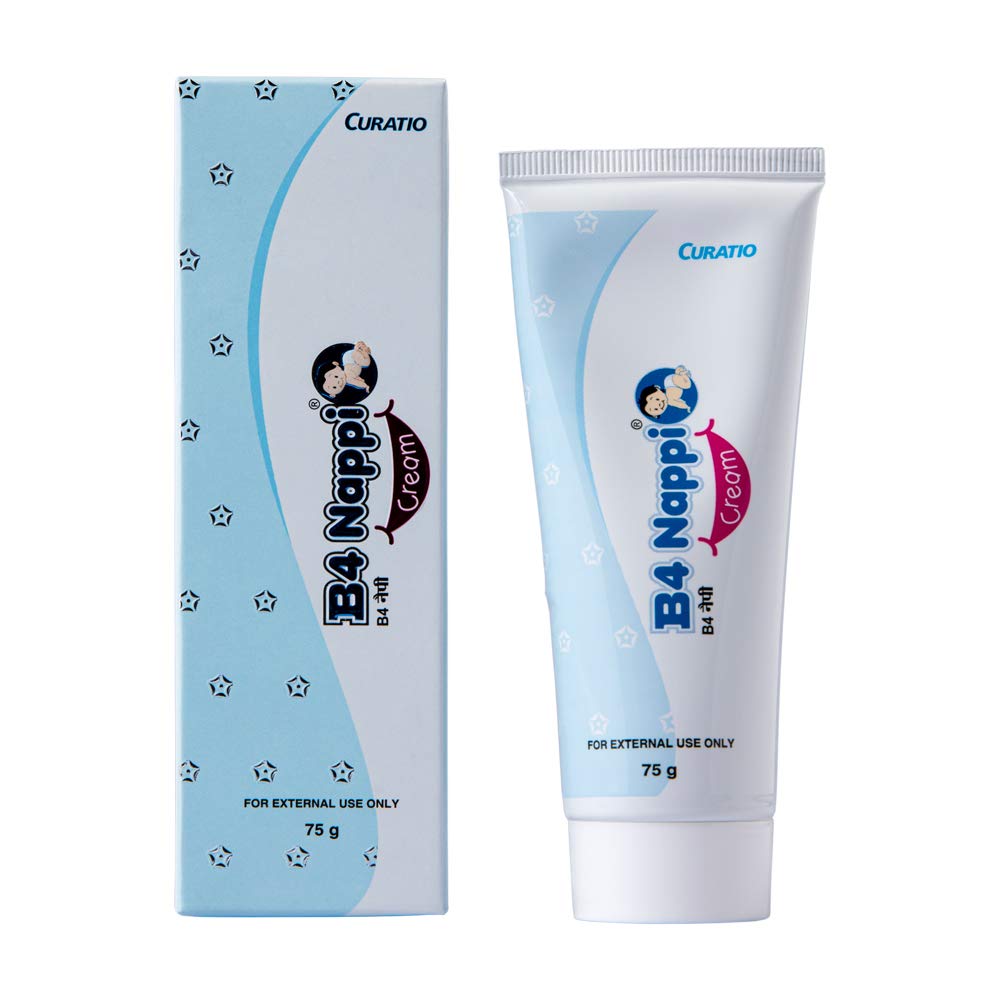 CURATIO
B4 Nappi®
Cream
B4 नैपी
FOR EXTERNAL USE ONLY
75 g
CURATIO
B4 Nappi®
Cream
B4 नैपी
FOR EXTERNAL USE ONLY
75 g